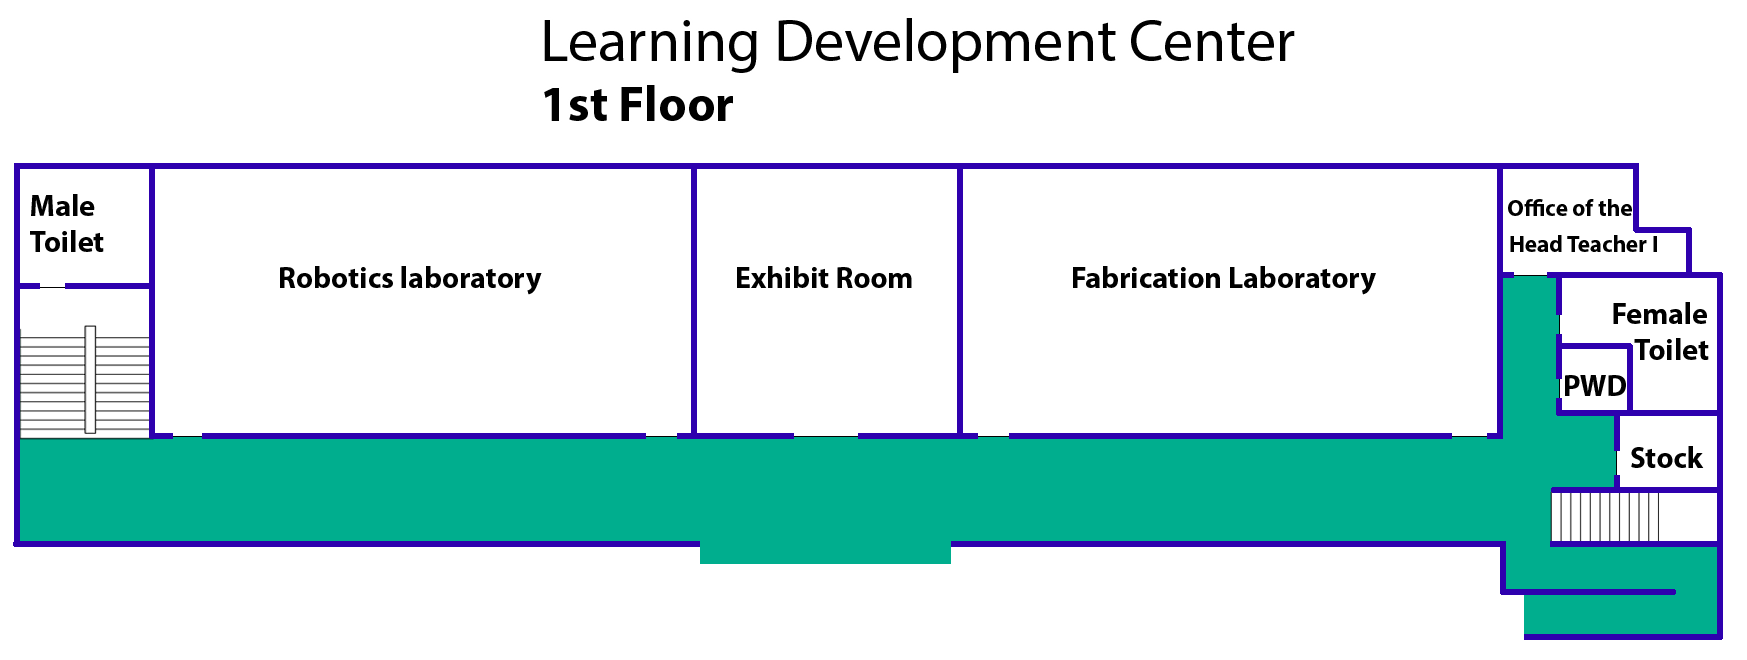 Learning Development Center
1st Floor
Male
Toilet
Robotics laboratory
Exhibit Room
Fabrication Laboratory
Office of the
Head Teacher I
Female
Toilet
PWD
Stock